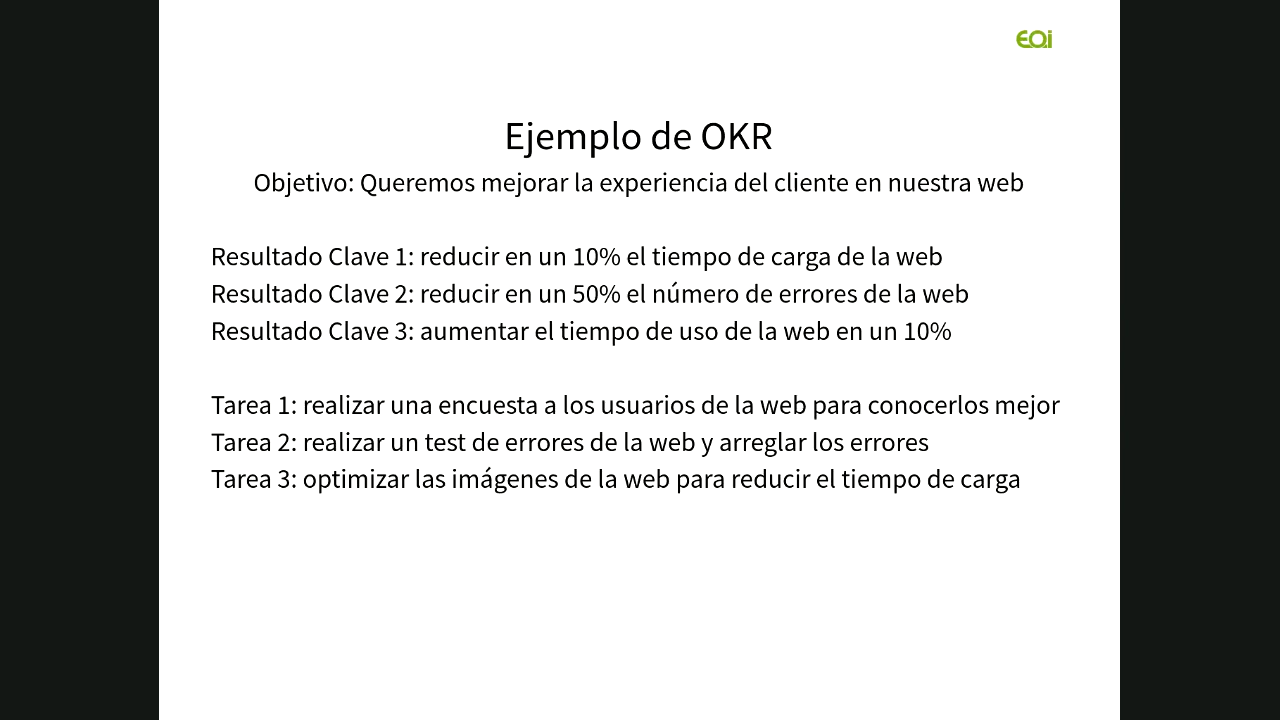 eoi
Ejemplo de OKR
Objetivo: Queremos mejorar la experiencia del cliente en nuestra web
Resultado Clave 1: reducir en un 10% el tiempo de carga de la web
Resultado Clave 2: reducir en un 50% el número de errores de la web
Resultado Clave 3: aumentar el tiempo de uso de la web en un 10%
Tarea 1: realizar una encuesta a los usuarios de la web para conocerlos mejor
Tarea 2: realizar un test de errores de la web y arreglar los errores
Tarea 3: optimizar las imágenes de la web para reducir el tiempo de carga